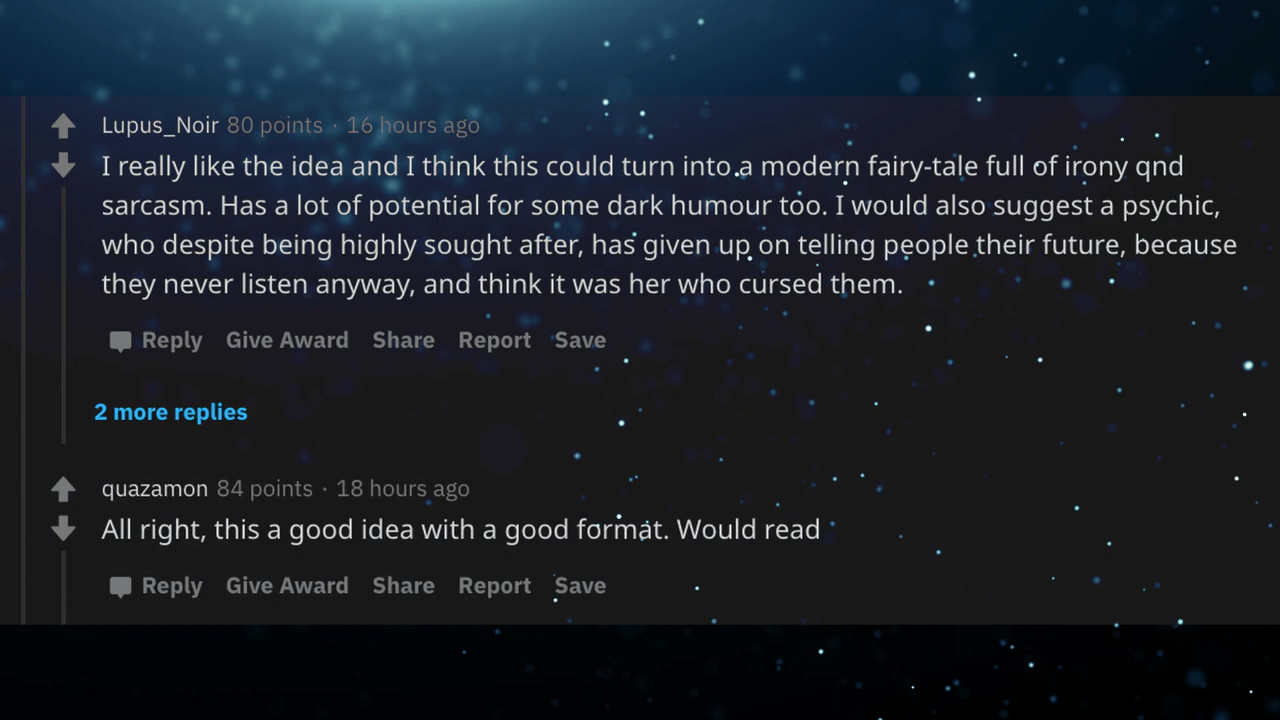 Lupus_Noir 80 points · 16 hours ago
I really like the idea and I think this could turn into a modern fairy-tale full of irony qnd
sarcasm. Has a lot of potential for some dark humour too. I would also suggest a psychic,
who despite being highly sought after, has given up on telling people their future, because
they never listen anyway, and think it was her who cursed them.
Reply Give Award Share Report Save
2 more replies
quazamon 84 points · 18 hours ago
All right, this a good idea with a good format. Would read
Reply Give Award Share Report Save